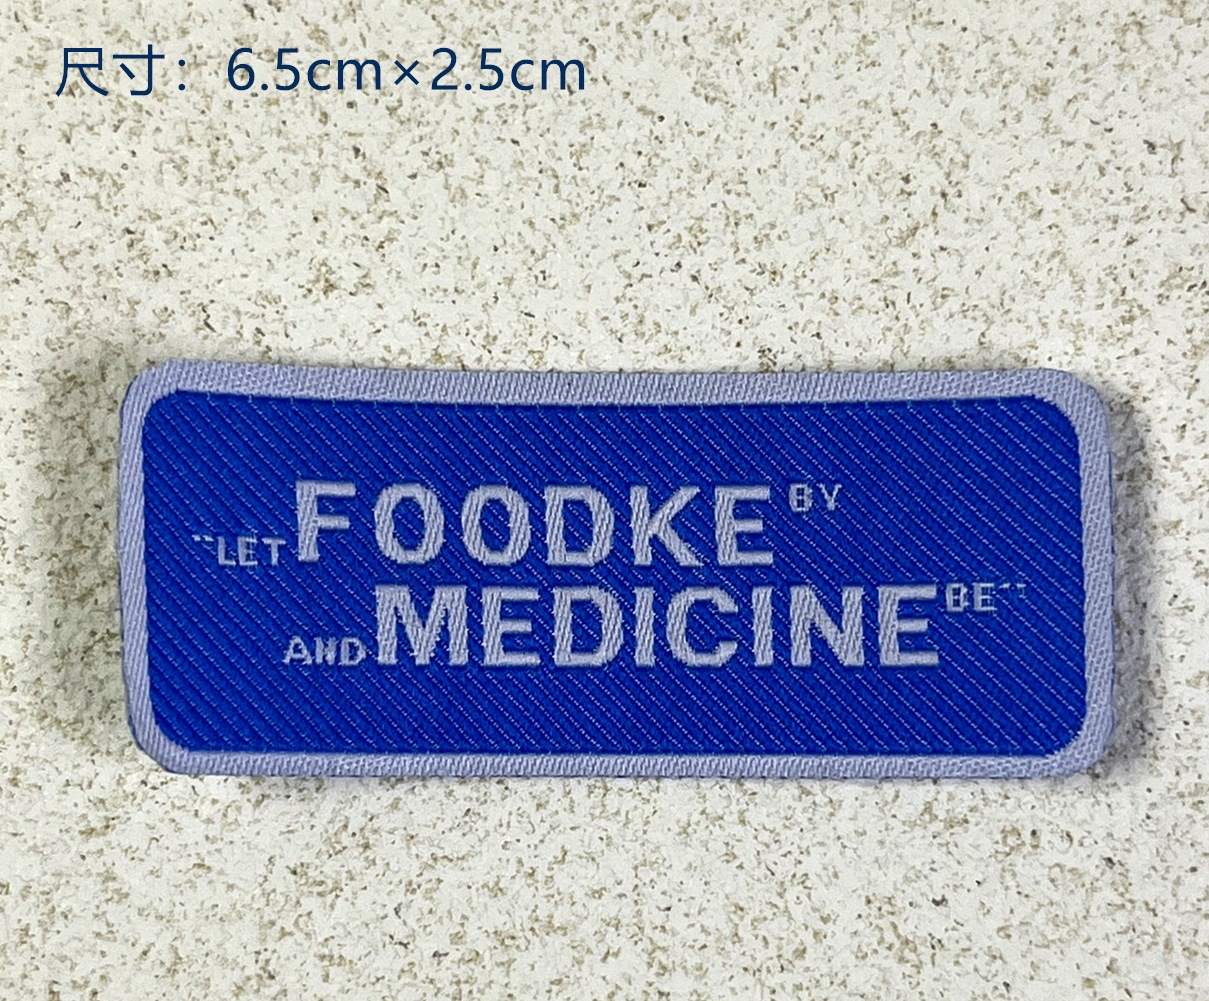 尺寸：6.5cm×2.5cm
"LET FOODKE BY
AND MEDICINE BE"